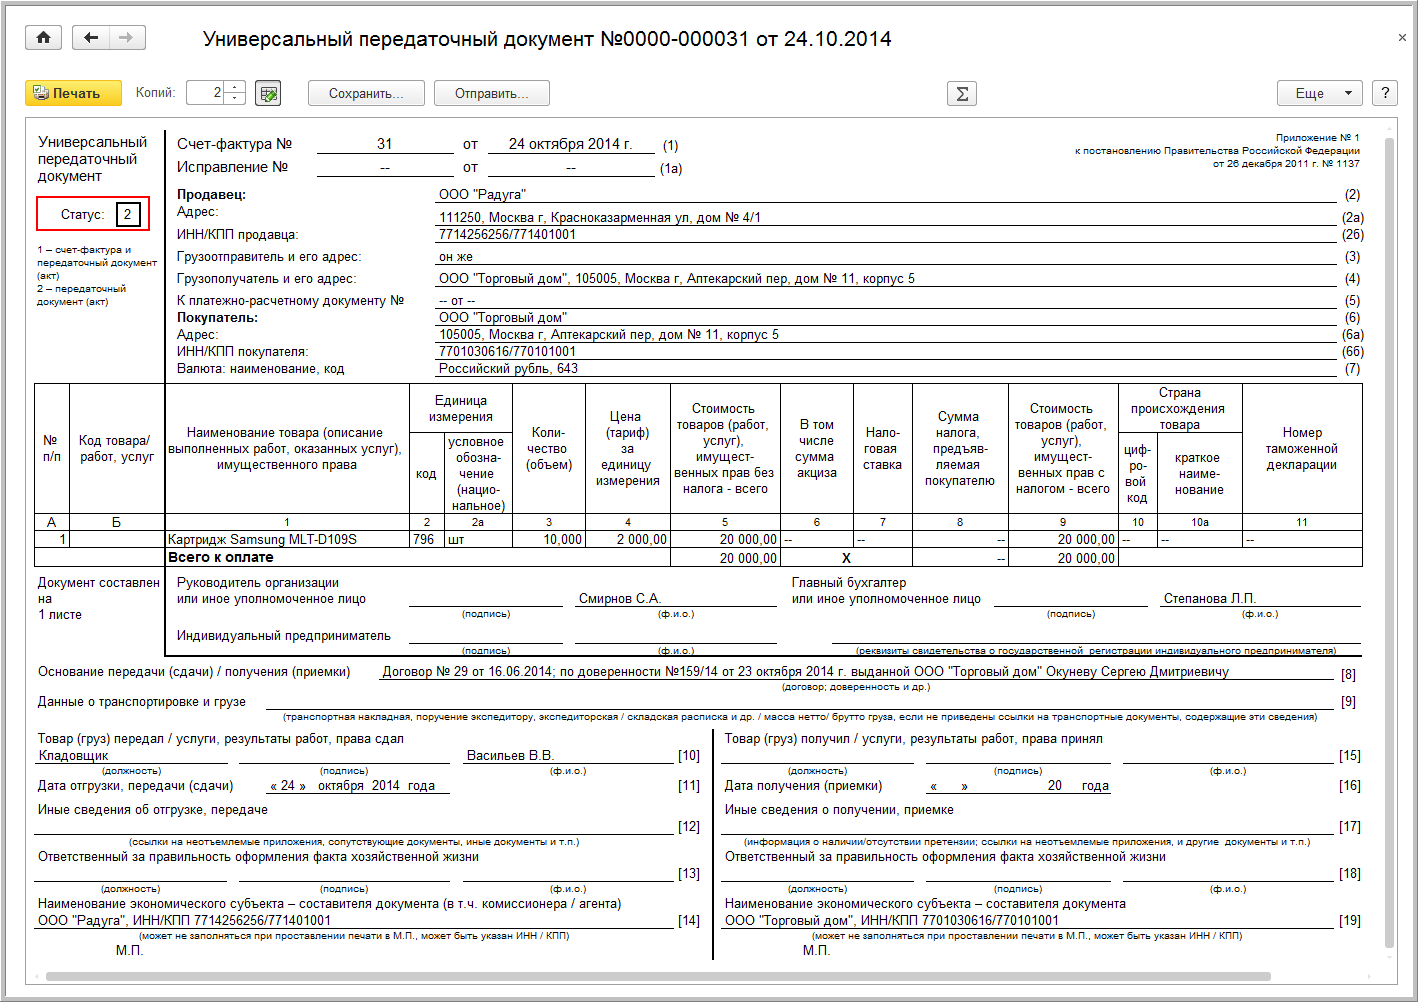 Универсальный передаточный документ №0000-000031 от 24.10.2014
×
Печать Копий: 2 Сохранить... Отправить... Σ Еще ?
Универсальный
передаточный
документ
Статус: 2
1 – счет-фактура и
передаточный документ
(акт)
2 – передаточный
документ (акт)
Счет-фактура № 31 от 24 октября 2014 г. (1)
Исправление № -- от -- (1а)
Приложение № 1
к постановлению Правительства Российской Федерации
от 26 декабря 2011 г. № 1137
Продавец: ООО "Радуга" (2)
Адрес: 111250, Москва г, Красноказарменная ул, дом № 4/1 (2а)
ИНН/КПП продавца: 7714256256/771401001 (2б)
Грузоотправитель и его адрес: он же (3)
Грузополучатель и его адрес: ООО "Торговый дом", 105005, Москва г, Аптекарский пер, дом № 11, корпус 5 (4)
К платежно-расчетному документу № -- от -- (5)
Покупатель: ООО "Торговый дом" (6)
Адрес: 105005, Москва г, Аптекарский пер, дом № 11, корпус 5 (6а)
ИНН/КПП покупателя: 7701030616/770101001 (6б)
Валюта: наименование, код Российский рубль, 643 (7)
№
п/п
Код товара/
работ, услуг
Наименование товара (описание
выполненных работ, оказанных услуг),
имущественного права
Единица
измерения
код
условное
обозна-
чение
(нацио-
нальное)
Коли-
чество
(объем)
Цена
(тариф)
за
единицу
измерения
Стоимость
товаров (работ,
услуг),
имущест-
венных прав без
налога - всего
В том
числе
сумма
акциза
Нало-
говая
ставка
Сумма
налога,
предъяв-
ляемая
покупателю
Стоимость
товаров (работ,
услуг),
имущест-
венных прав с
налогом - всего
Страна
происхождения
товара
циф-
ро-
вой
код
краткое
наиме-
нование
Номер
таможенной
декларации
А Б 1 2 2а 3 4 5 6 7 8 9 10 10а 11
1 Картридж Samsung MLT-D109S 796 шт 10,000 2 000,00 20 000,00 -- -- -- 20 000,00 -- -- --
Всего к оплате 20 000,00 Х -- 20 000,00
Документ составлен
на
1 листе
Руководитель организации
или иное уполномоченное лицо Смирнов С.А.
(подпись) (ф.и.о.)
Главный бухгалтер
или иное уполномоченное лицо Степанова Л.П.
(подпись) (ф.и.о.)
Индивидуальный предприниматель
(подпись) (ф.и.о.) (реквизиты свидетельства о государственной регистрации индивидуального предпринимателя)
Основание передачи (сдачи) / получения (приемки) Договор № 29 от 16.06.2014; по доверенности №159/14 от 23 октября 2014 г. выданной ООО "Торговый дом" Окуневу Сергею Дмитриевичу [8]
(договор; доверенность и др.)
Данные о транспортировке и грузе [9]
(транспортная накладная, поручение экспедитору, экспедиторская / складская расписка и др. / масса нетто/ брутто груза, если не приведены ссылки на транспортные документы, содержащие эти сведения)
Товар (груз) передал / услуги, результаты работ, права сдал
Кладовщик Васильев В.В. [10]
(должность) (подпись) (ф.и.о.)
Дата отгрузки, передачи (сдачи) « 24 » октября 2014 года [11]
Иные сведения об отгрузке, передаче
[12]
(ссылки на неотъемлемые приложения, сопутствующие документы, иные документы и т.п.)
Ответственный за правильность оформления факта хозяйственной жизни
[13]
(должность) (подпись) (ф.и.о.)
Наименование экономического субъекта – составителя документа (в т.ч. комиссионера / агента)
ООО "Радуга", ИНН/КПП 7714256256/771401001 [14]
(может не заполняться при проставлении печати в М.П., может быть указан ИНН / КПП)
М.П.
Товар (груз) получил / услуги, результаты работ, права принял
[15]
(должность) (подпись) (ф.и.о.)
Дата получения (приемки) « » 20 года [16]
Иные сведения о получении, приемке
[17]
(информация о наличии/отсутствии претензии; ссылки на неотъемлемые приложения, и другие документы и т.п.)
Ответственный за правильность оформления факта хозяйственной жизни
[18]
(должность) (подпись) (ф.и.о.)
Наименование экономического субъекта – составителя документа
ООО "Торговый дом", ИНН/КПП 7701030616/770101001 [19]
(может не заполняться при проставлении печати в М.П., может быть указан ИНН / КПП)
М.П.